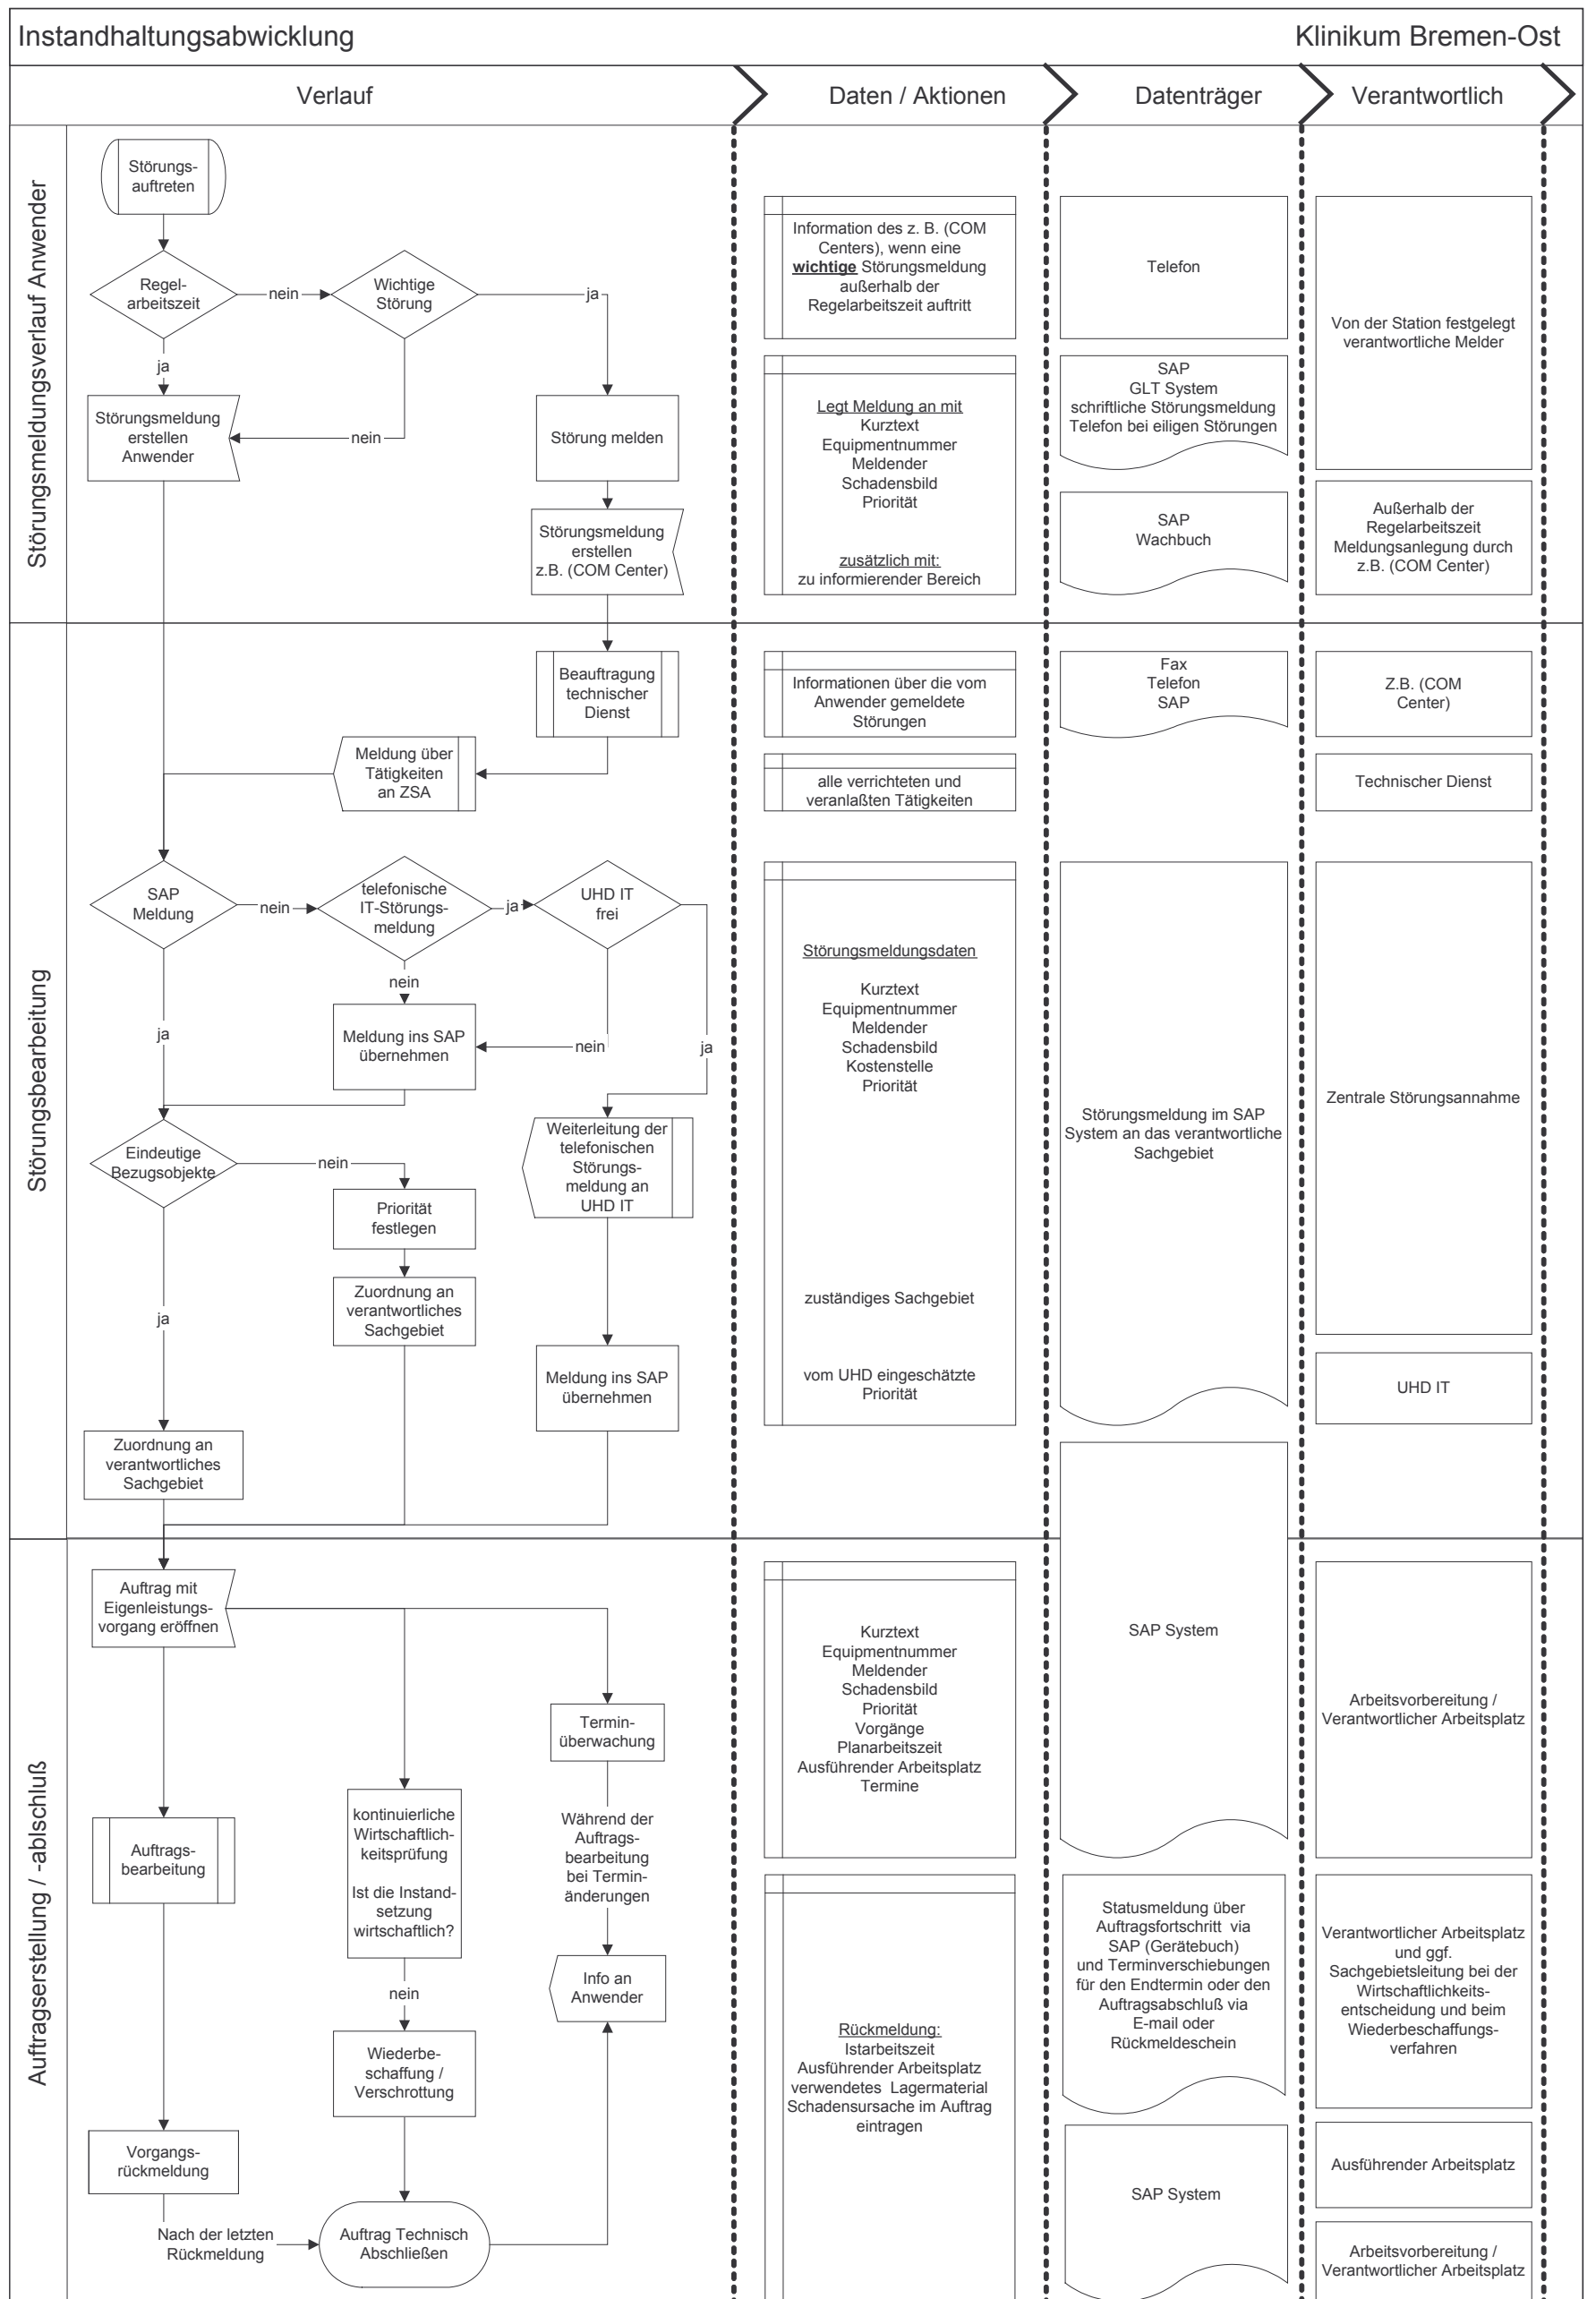 Instandhaltungsabwicklung
Klinikum Bremen-Ost
Verlauf
Daten / Aktionen
Datenträger
Verantwortlich
Störungsmeldungsverlauf Anwender
Störungs-
auftreten
Regel-
arbeitszeit
nein
Wichtige
Störung
ja
ja
Störungsmeldung
erstellen
Anwender
nein
Störung melden
Störungsmeldung
erstellen
z.B. (COM Center)
Information des z. B. (COM
Centers), wenn eine
wichtige Störungsmeldung
außerhalb der
Regelarbeitszeit auftritt
Legt Meldung an mit
Kurztext
Equipmentnummer
Meldender
Schadensbild
Priorität
zusätzlich mit:
zu informierender Bereich
Telefon
SAP
GLT System
schriftliche Störungsmeldung
Telefon bei eiligen Störungen
SAP
Wachbuch
Von der Station festgelegt
verantwortliche Melder
Außerhalb der
Regelarbeitszeit
Meldungsanlegung durch
z.B. (COM Center)
Störungsbearbeitung
Beauftragung
technischer
Dienst
Meldung über
Tätigkeiten
an ZSA
SAP
Meldung
nein
telefonische
IT-Störungs-
meldung
ja
UHD IT
frei
nein
ja
Meldung ins SAP
übernehmen
nein
ja
Eindeutige
Bezugsobjekte
nein
Weiterleitung der
telefonischen
Störungs-
meldung an
UHD IT
Priorität
festlegen
Zuordnung an
verantwortliches
Sachgebiet
ja
Meldung ins SAP
übernehmen
Zuordnung an
verantwortliches
Sachgebiet
Informationen über die vom
Anwender gemeldete
Störungen
alle verrichteten und
veranlaßten Tätigkeiten
Störungsmeldungsdaten
Kurztext
Equipmentnummer
Meldender
Schadensbild
Kostenstelle
Priorität
zuständiges Sachgebiet
vom UHD eingeschätzte
Priorität
Fax
Telefon
SAP
Störungsmeldung im SAP
System an das verantwortliche
Sachgebiet
Z.B. (COM
Center)
Technischer Dienst
Zentrale Störungsannahme
UHD IT
Auftragserstellung / -ablschluß
Auftrag mit
Eigenleistungs-
vorgang eröffnen
Termin-
überwachung
kontinuierliche
Wirtschaftlich-
keitsprüfung
Ist die Instand-
setzung
wirtschaftlich?
Während der
Auftrags-
bearbeitung
bei Termin-
änderungen
Auftrags-
bearbeitung
nein
Info an
Anwender
Wiederbe-
schaffung /
Verschrottung
Vorgangs-
rückmeldung
Nach der letzten
Rückmeldung
Auftrag Technisch
Abschließen
Kurztext
Equipmentnummer
Meldender
Schadensbild
Priorität
Vorgänge
Planarbeitszeit
Ausführender Arbeitsplatz
Termine
Rückmeldung:
Istarbeitszeit
Ausführender Arbeitsplatz
verwendetes Lagermaterial
Schadensursache im Auftrag
eintragen
SAP System
Statusmeldung über
Auftragsfortschritt via
SAP (Gerätebuch)
und Terminverschiebungen
für den Endtermin oder den
Auftragsabschluß via
E-mail oder
Rückmeldeschein
SAP System
Arbeitsvorbereitung /
Verantwortlicher Arbeitsplatz
Verantwortlicher Arbeitsplatz
und ggf.
Sachgebietsleitung bei der
Wirtschaftlichkeits-
entscheidung und beim
Wiederbeschaffungs-
verfahren
Ausführender Arbeitsplatz
Arbeitsvorbereitung /
Verantwortlicher Arbeitsplatz